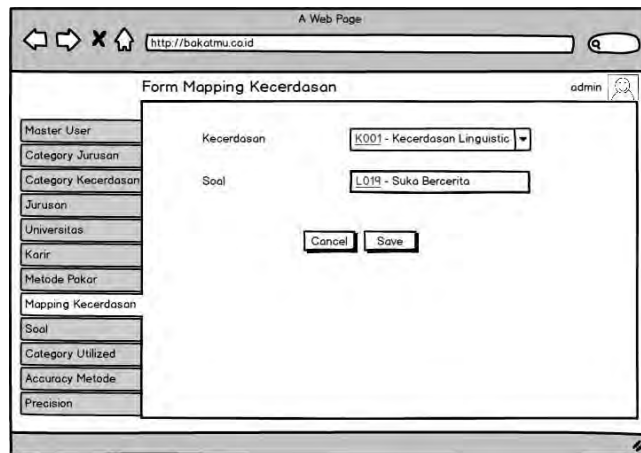 A Web Page
http://bakatmu.co.id
Form Mapping Kecerdasan
admin
Master User
Category Jurusan
Category Kecerdasan
Jurusan
Universitas
Karir
Metode Pakar
Mapping Kecerdasan
Soal
Category Utilized
Accuracy Metode
Precision
Kecerdasan
K001 - Kecerdasan Linguistic
Soal
L019 - Suka Bercerita
Cancel
Save